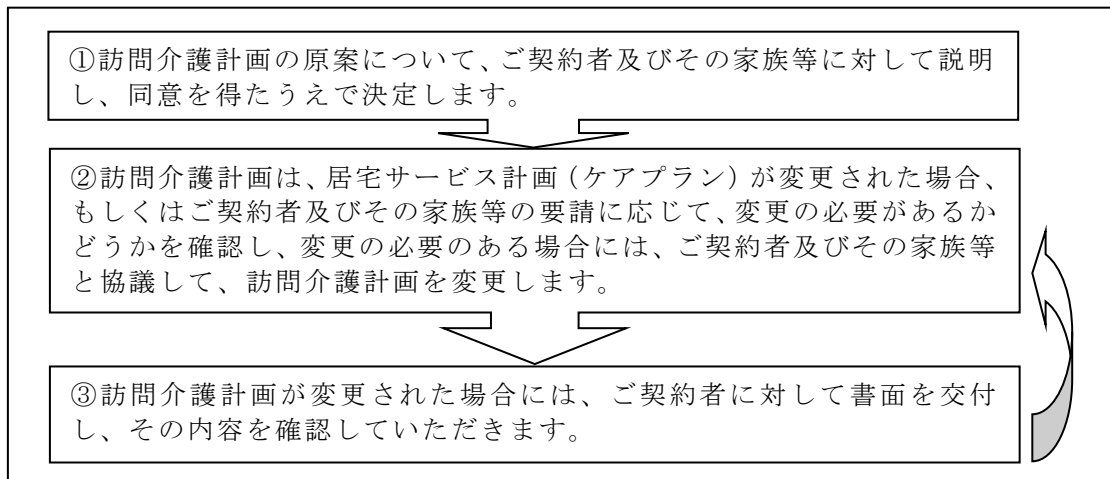 ①訪問介護計画の原案について、ご契約者及びその家族等に対して説明
し、同意を得たうえで決定します。
②訪問介護計画は、居宅サービス計画（ケアプラン）が変更された場合、
もしくはご契約者及びその家族等の要請に応じて、変更の必要があるか
どうかを確認し、変更の必要のある場合には、ご契約者及びその家族等
と協議して、訪問介護計画を変更します。
③訪問介護計画が変更された場合には、ご契約者に対して書面を交付
し、その内容を確認していただきます。